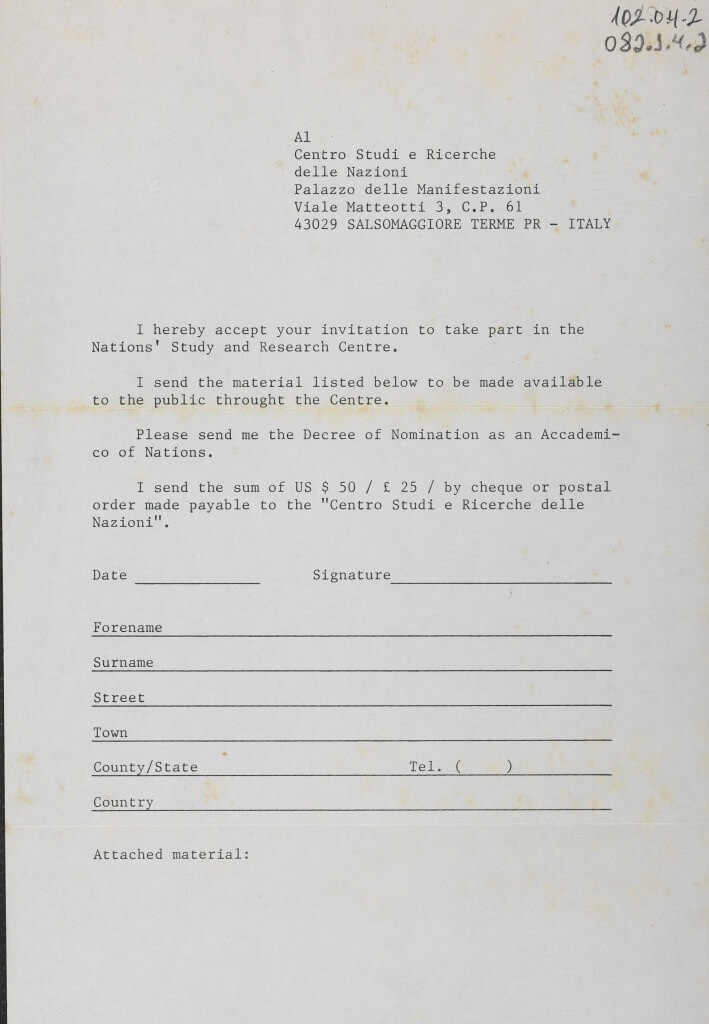 102.04-2
082.1.4.2
Al
Centro Studi e Ricerche
delle Nazioni
Palazzo delle Manifestazioni
Viale Matteotti 3, C.P. 61
43029 SALSOMAGGIORE TERME PR - ITALY
I hereby accept your invitation to take part in the
Nations' Study and Research Centre.
I send the material listed below to be made available
to the public throught the Centre.
Please send me the Decree of Nomination as an Accademi-
co of Nations.
I send the sum of US $ 50 / £ 25 / by cheque or postal
order made payable to the "Centro Studi e Ricerche delle
Nazioni".
Date Signature
Forename
Surname
Street
Town
County/State Tel. ( )
Country
Attached material: